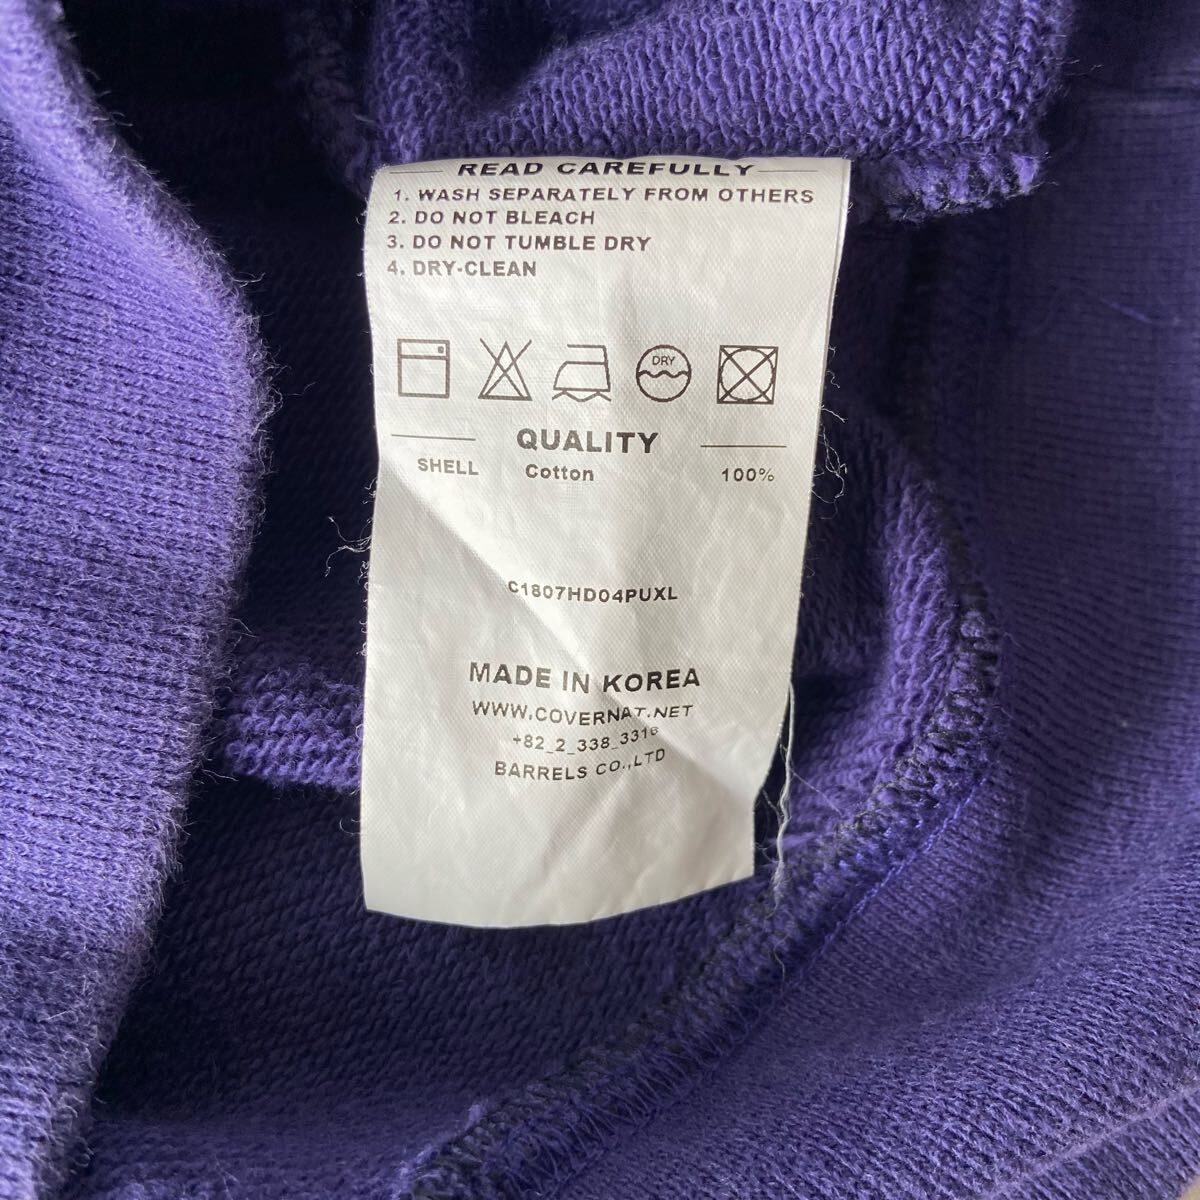 READ CAREFULLY
1. WASH SEPARATELY FROM OTHERS
2. DO NOT BLEACH
3. DO NOT TUMBLE DRY
4. DRY-CLEAN
DRY
QUALITY
SHELL Cotton 100%
C1807HD04PUXL
MADE IN KOREA
WWW.COVERNAT.NET
+82_2_338_3316
BARRELS CO.,LTD